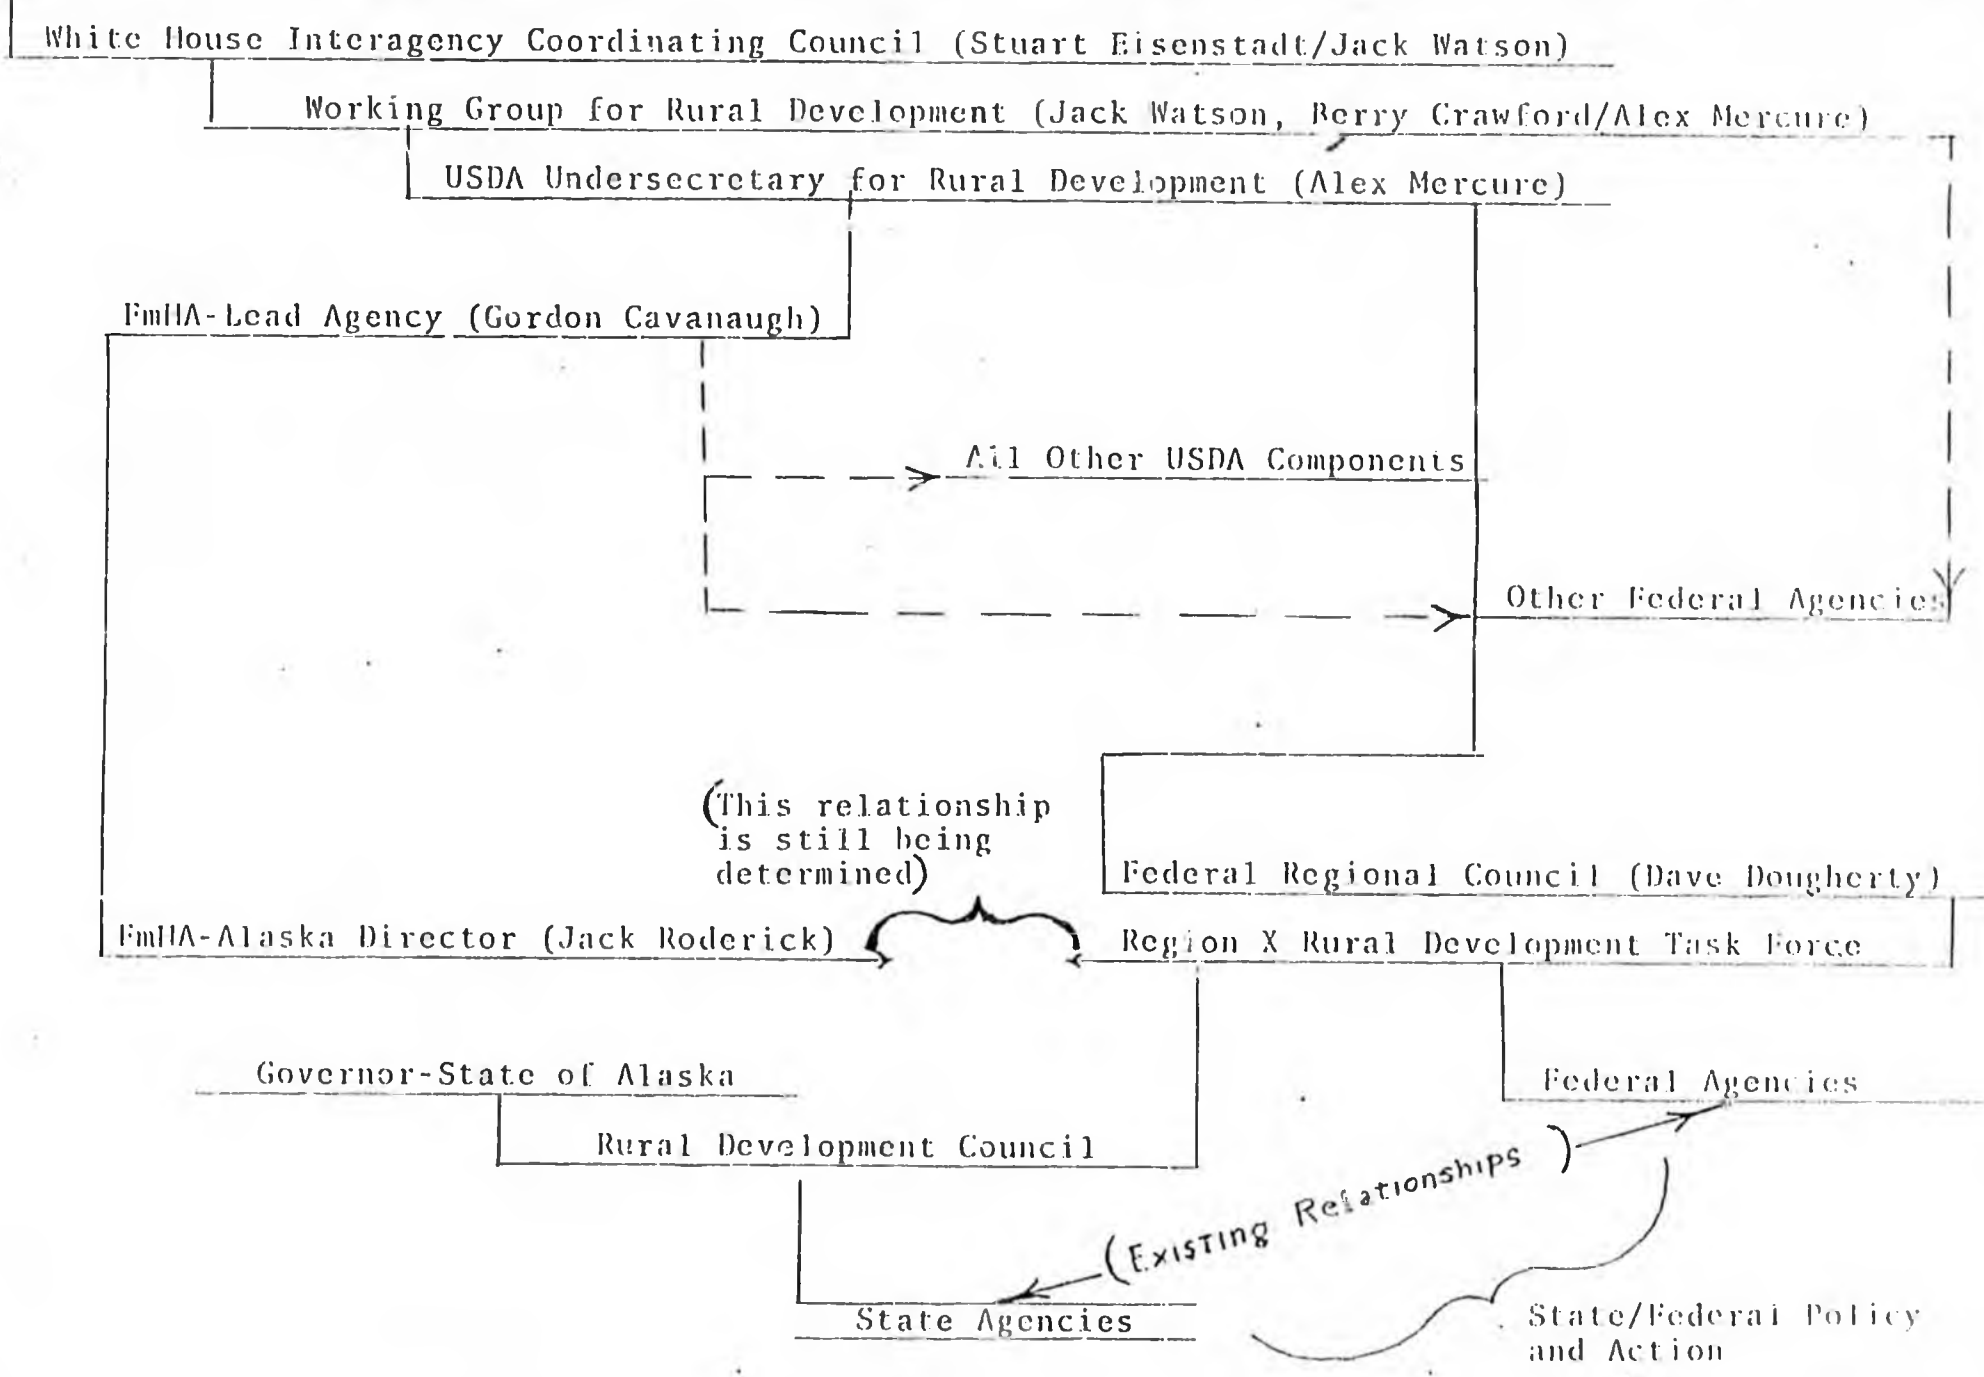 White House Interagency Coordinating Council (Stuart Eisenstadt/Jack Watson)
Working Group for Rural Development (Jack Watson, Berry Crawford/Alex Mercure)
USDA Undersecretary for Rural Development (Alex Mercure)
FmHA-Lead Agency (Gordon Cavanaugh)
All Other USDA Components
Other Federal Agencies
(This relationship
is still being
determined)
Federal Regional Council (Dave Dougherty)
FmHA-Alaska Director (Jack Roderick)
Region X Rural Development Task Force
Governor-State of Alaska
Federal Agencies
Rural Development Council
(Existing Relationships)
State Agencies
State/Federal Policy
and Action